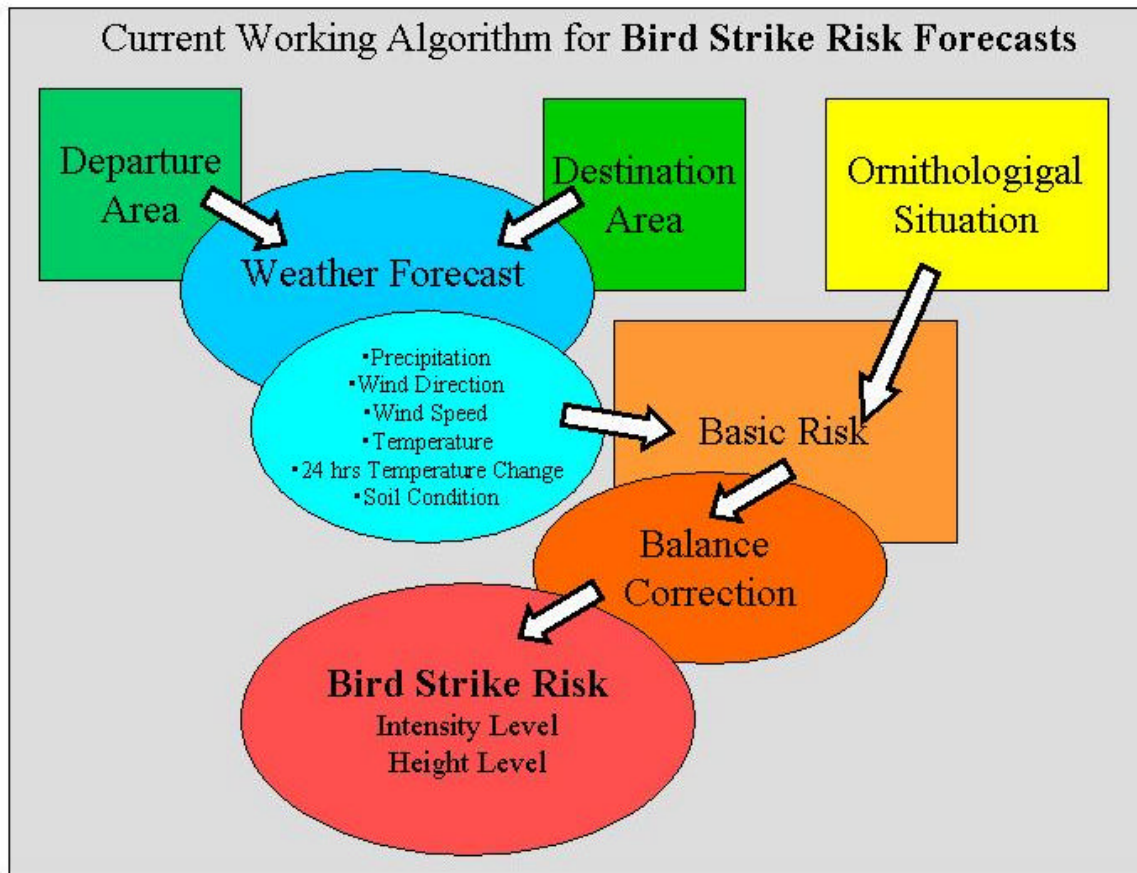 Current Working Algorithm for Bird Strike Risk Forecasts
Departure
Area
Destination
Area
Ornithologigal
Situation
Weather Forecast
▪Precipitation
▪Wind Direction
▪Wind Speed
▪Temperature
▪24 hrs Temperature Change
▪Soil Condition
Basic Risk
Balance
Correction
Bird Strike Risk
Intensity Level
Height Level